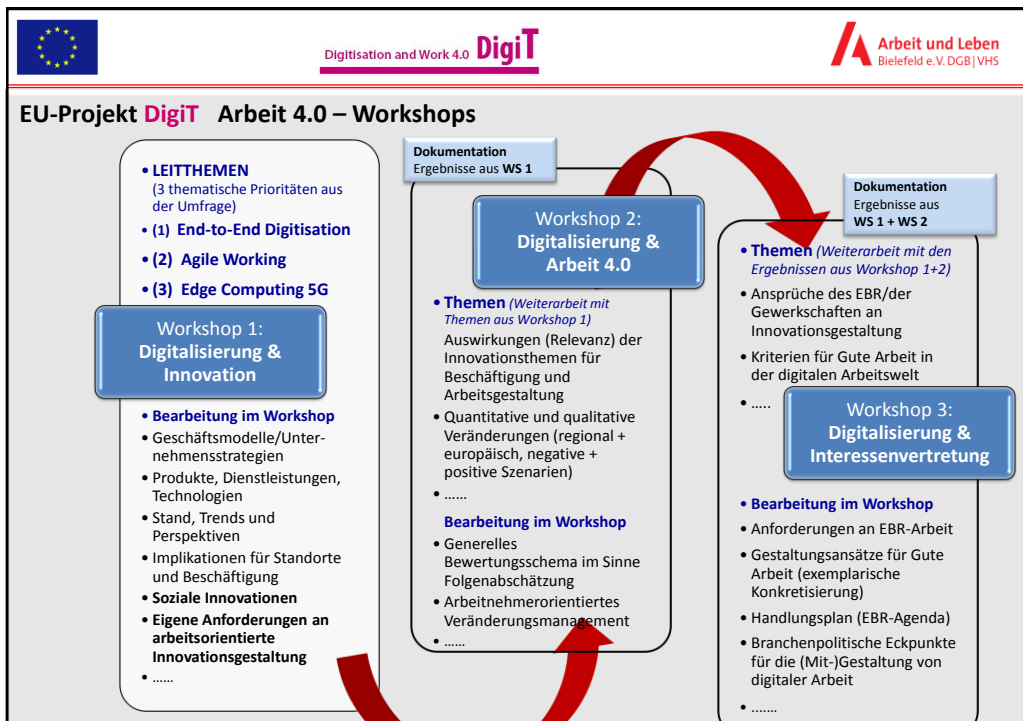 Digitisation and Work 4.0 DigiT
Arbeit und Leben
Bielefeld e.V. DGB|VHS
EU-Projekt DigiT Arbeit 4.0 – Workshops
• LEITTHEMEN
(3 thematische Prioritäten aus
der Umfrage)
• (1) End-to-End Digitisation
• (2) Agile Working
• (3) Edge Computing 5G
Workshop 1:
Digitalisierung &
Innovation
• Bearbeitung im Workshop
• Geschäftsmodelle/Unter-
nehmensstrategien
• Produkte, Dienstleistungen,
Technologien
• Stand, Trends und
Perspektiven
• Implikationen für Standorte
und Beschäftigung
• Soziale Innovationen
• Eigene Anforderungen an
arbeitsorientierte
Innovationsgestaltung
• ......
Dokumentation
Ergebnisse aus WS 1
Workshop 2:
Digitalisierung &
Arbeit 4.0
• Themen (Weiterarbeit mit
Themen aus Workshop 1)
Auswirkungen (Relevanz) der
Innovationsthemen für
Beschäftigung und
Arbeitsgestaltung
• Quantitative und qualitative
Veränderungen (regional +
europäisch, negative +
positive Szenarien)
• ......
Bearbeitung im Workshop
• Generelles
Bewertungsschema im Sinne
Folgenabschätzung
• Arbeitnehmerorientiertes
Veränderungsmanagement
• ......
Dokumentation
Ergebnisse aus
WS 1 + WS 2
• Themen (Weiterarbeit mit den
Ergebnissen aus Workshop 1+2)
• Ansprüche des EBR/der
Gewerkschaften an
Innovationsgestaltung
• Kriterien für Gute Arbeit in
der digitalen Arbeitswelt
• .....
Workshop 3:
Digitalisierung &
Interessenvertretung
• Bearbeitung im Workshop
• Anforderungen an EBR-Arbeit
• Gestaltungsansätze für Gute
Arbeit (exemplarische
Konkretisierung)
• Handlungsplan (EBR-Agenda)
• Branchenpolitische Eckpunkte
für die (Mit-)Gestaltung von
digitaler Arbeit
• .......